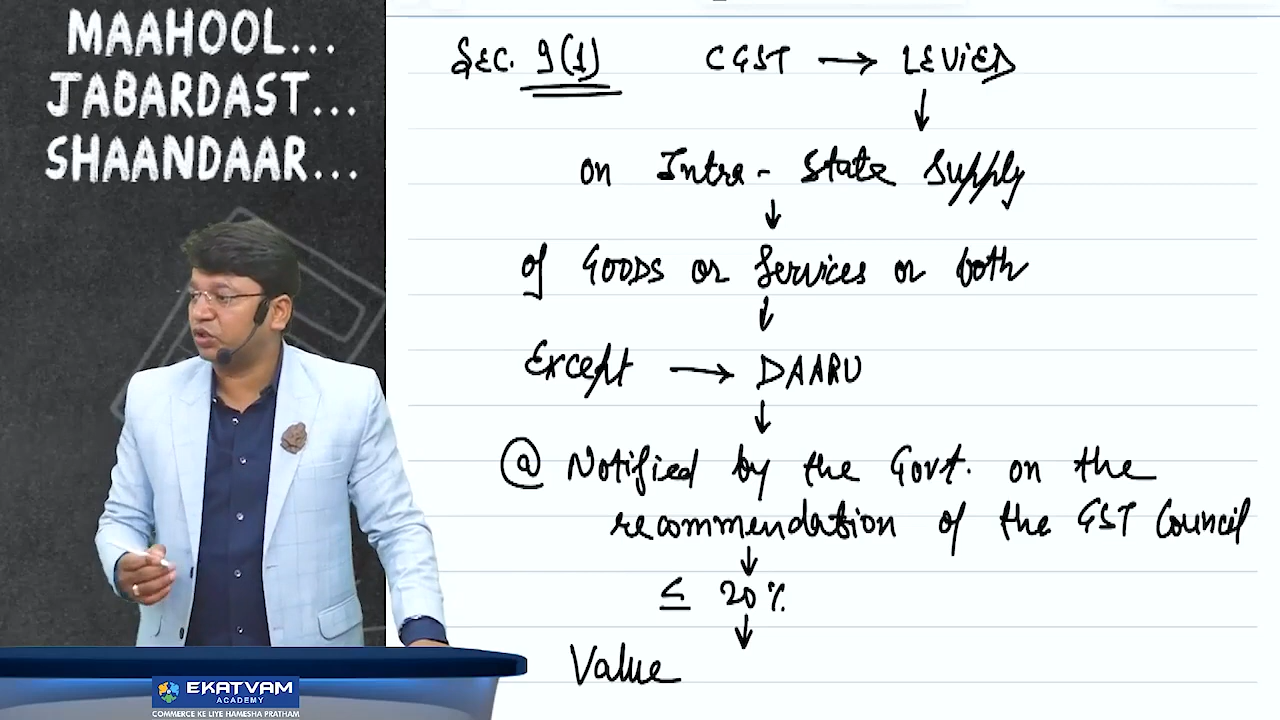 MAAHOOL...
JABARDAST...
SHAANDAAR...
SEC. 9(1) CGST → LEVIED
↓
on Intra - State Supply
↓
of GOODS or Services or both
↓
Except → DAARU
↓
@ Notified by the Govt. on the
recommendation of the GST Council
↓
≤ 20%
↓
Value
EKATVAM
ACADEMY
COMMERCE KE LIYE HAMESHA PRATHAM